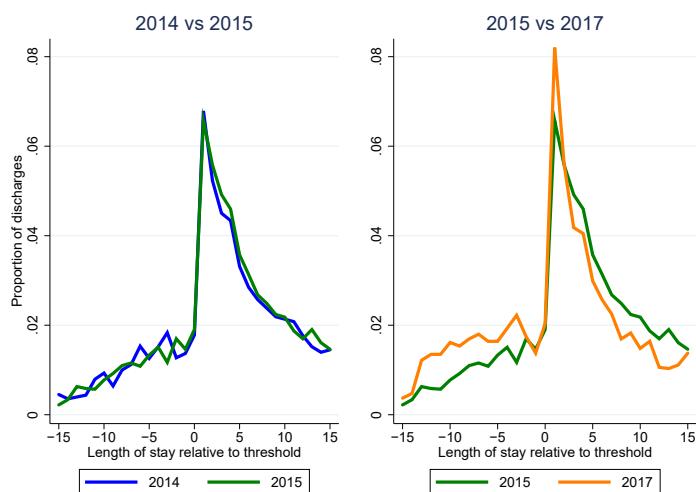 2014 vs 2015
2015 vs 2017
Proportion of discharges
.08
.06
.04
.02
0
−15 −10 −5 0 5 10 15
Length of stay relative to threshold
2014 2015
.08
.06
.04
.02
0
−15 −10 −5 0 5 10 15
Length of stay relative to threshold
2015 2017